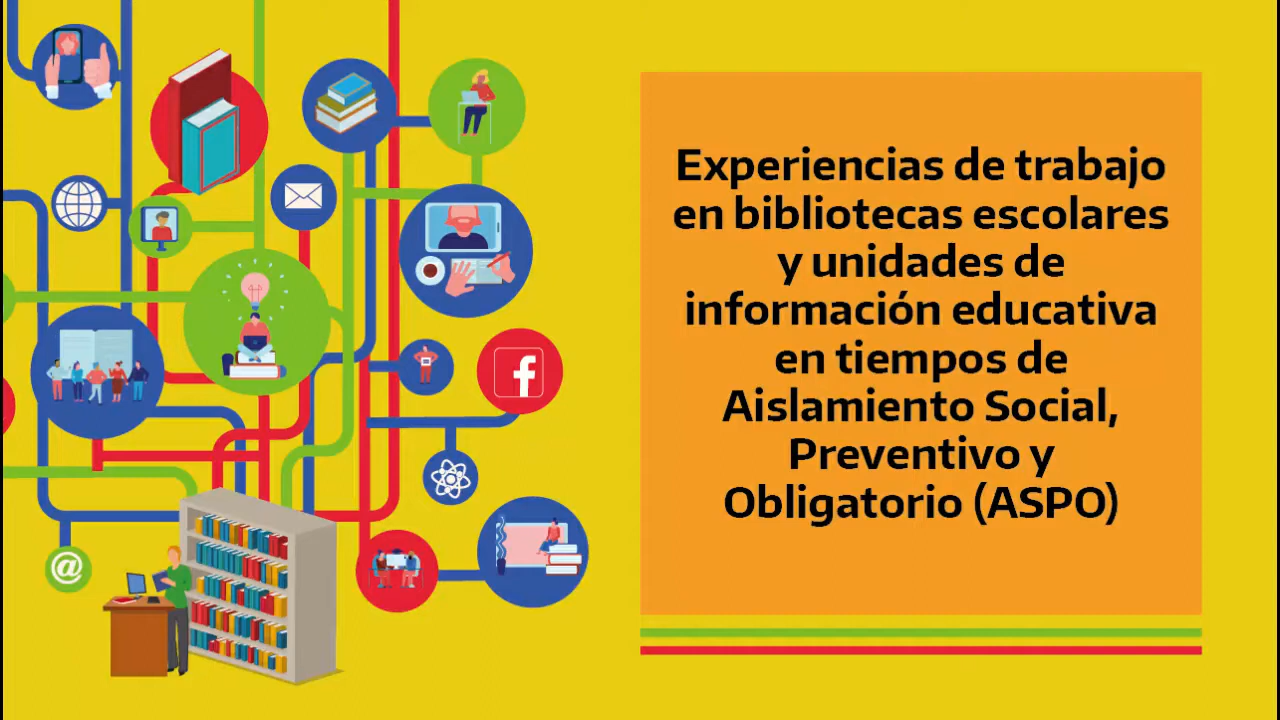 Experiencias de trabajo
en bibliotecas escolares
y unidades de
información educativa
en tiempos de
Aislamiento Social,
Preventivo y
Obligatorio (ASPO)
f
@